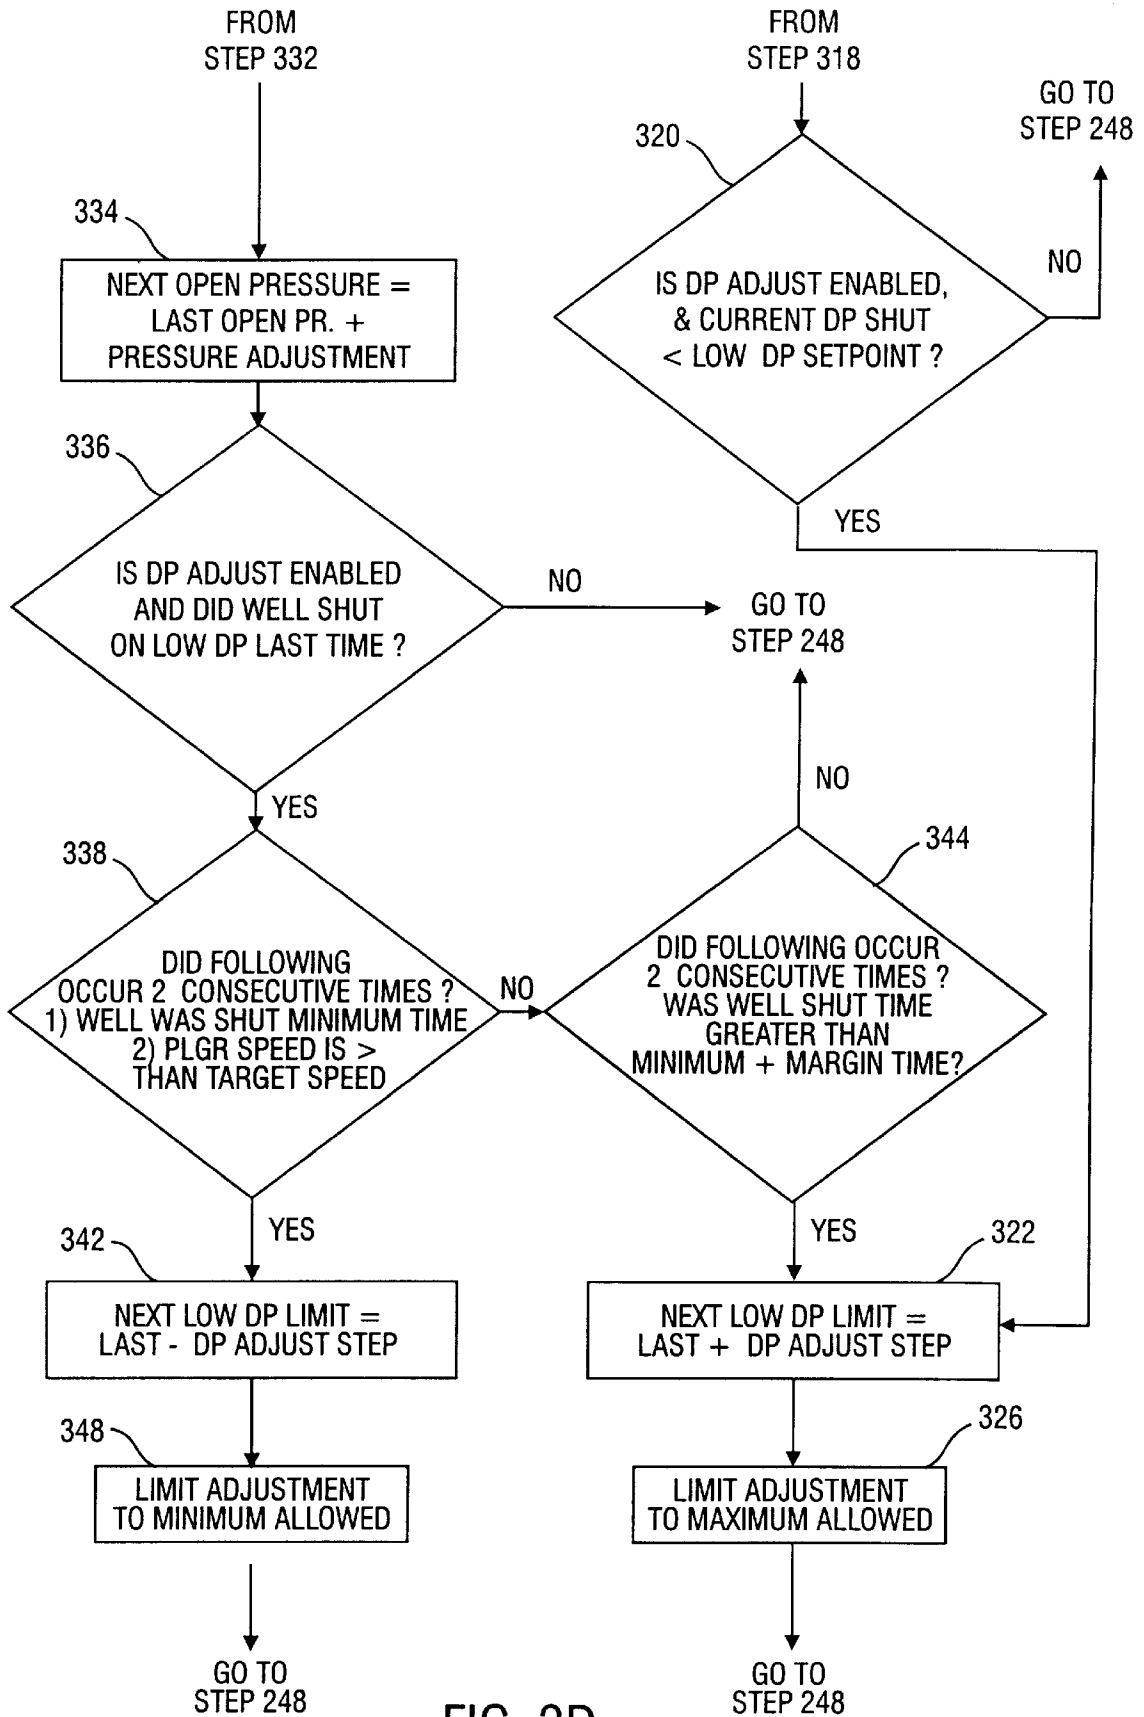 FROM
STEP 332
FROM
STEP 318
GO TO
STEP 248
320
334
NEXT OPEN PRESSURE =
LAST OPEN PR. +
PRESSURE ADJUSTMENT
IS DP ADJUST ENABLED,
& CURRENT DP SHUT
< LOW DP SETPOINT ?
NO
336
YES
IS DP ADJUST ENABLED
AND DID WELL SHUT
ON LOW DP LAST TIME ?
NO
GO TO
STEP 248
YES
NO
338
344
DID FOLLOWING
OCCUR 2 CONSECUTIVE TIMES ?
1) WELL WAS SHUT MINIMUM TIME
2) PLGR SPEED IS >
THAN TARGET SPEED
NO
DID FOLLOWING OCCUR
2 CONSECUTIVE TIMES ?
WAS WELL SHUT TIME
GREATER THAN
MINIMUM + MARGIN TIME?
YES
YES
342
322
NEXT LOW DP LIMIT =
LAST - DP ADJUST STEP
NEXT LOW DP LIMIT =
LAST + DP ADJUST STEP
348
326
LIMIT ADJUSTMENT
TO MINIMUM ALLOWED
LIMIT ADJUSTMENT
TO MAXIMUM ALLOWED
GO TO
STEP 248
GO TO
STEP 248